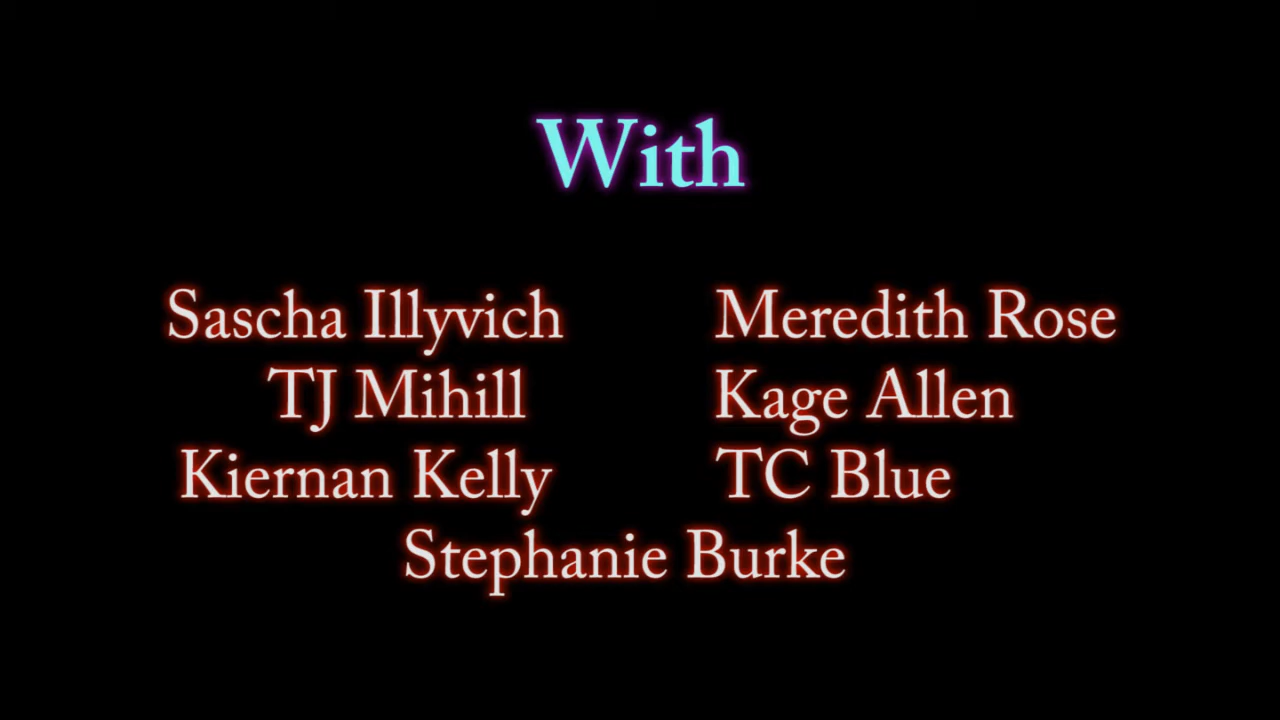 With
Sascha Illyvich Meredith Rose
TJ Mihill Kage Allen
Kiernan Kelly TC Blue
Stephanie Burke